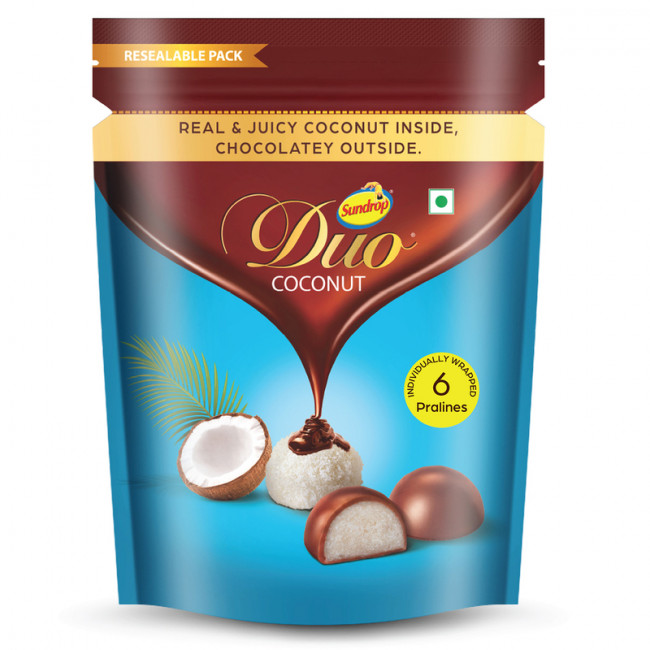 RESEALABLE PACK
REAL & JUICY COCONUT INSIDE,
CHOCOLATEY OUTSIDE.
Sundrop
Duo®
COCONUT
INDIVIDUALLY WRAPPED
6
Pralines